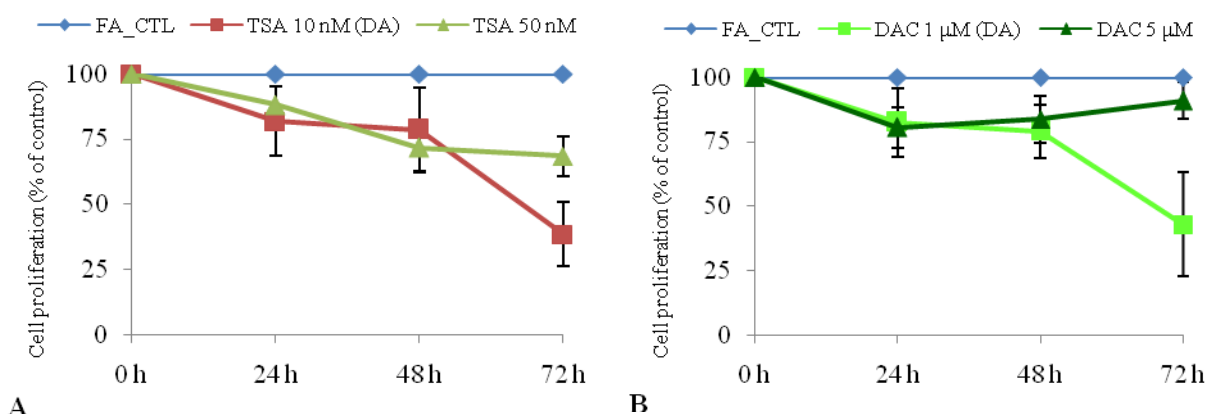 FA_CTL TSA 10 nM (DA) TSA 50 nM
Cell proliferation (% of control)
100
75
50
25
0
0 h 24 h 48 h 72 h
A
FA_CTL DAC 1 µM (DA) DAC 5 µM
Cell proliferation (% of control)
100
75
50
25
0
0 h 24 h 48 h 72 h
B